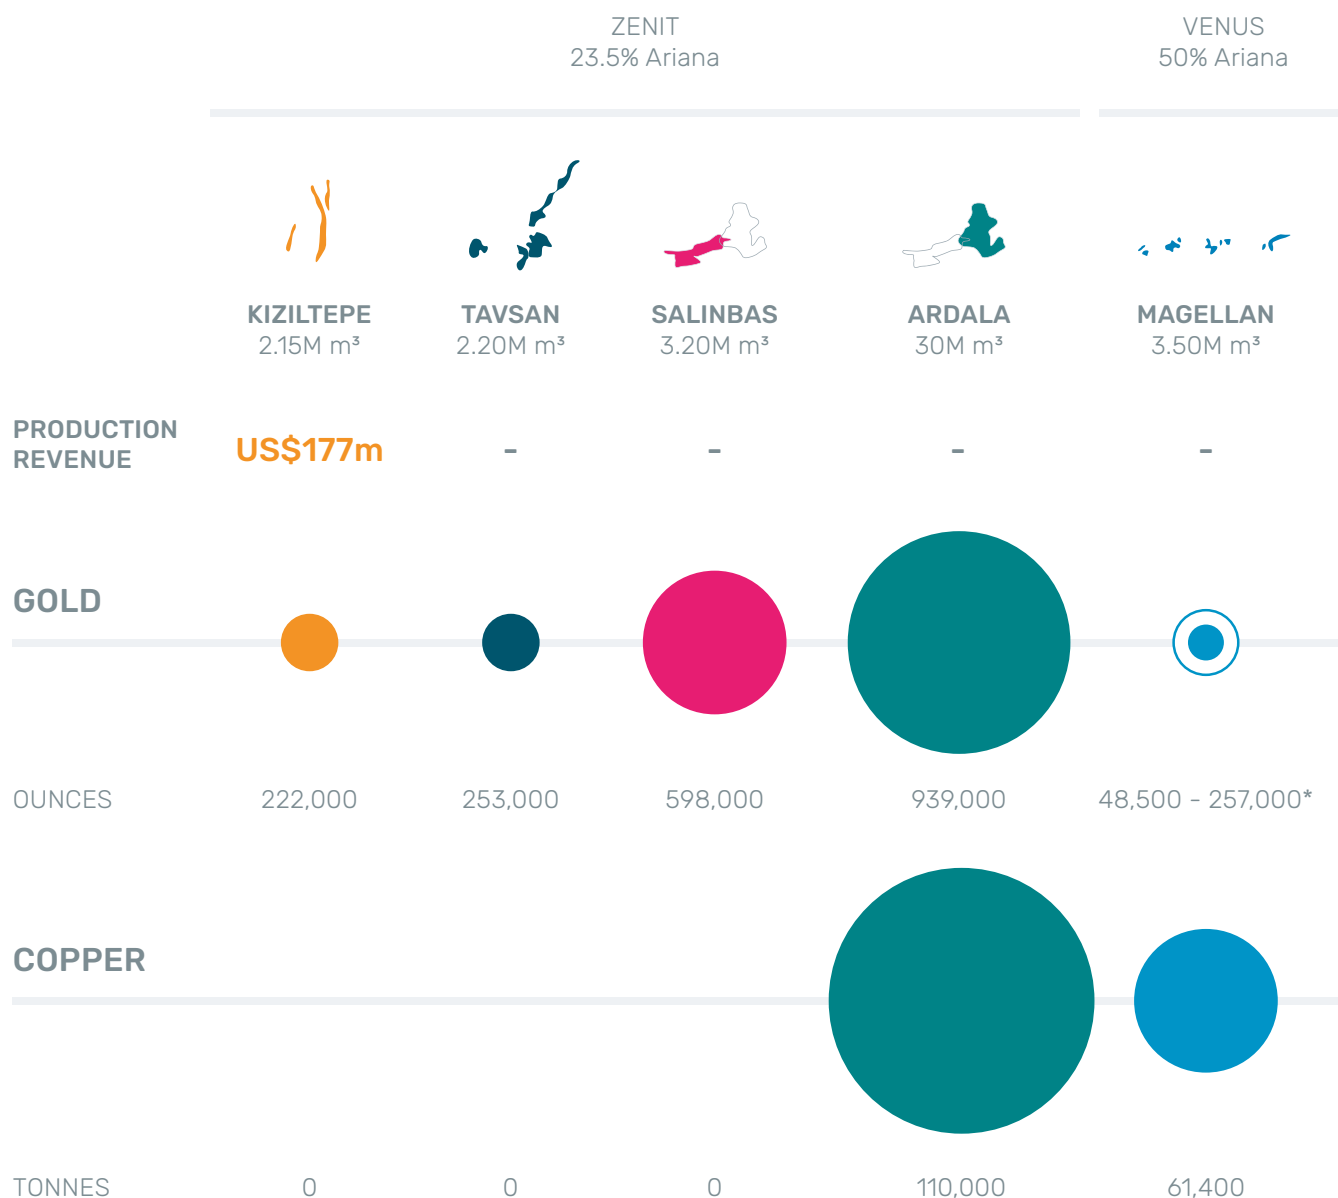 ZENIT
23.5% Ariana
VENUS
50% Ariana
KIZILTEPE
2.15M m³
TAVSAN
2.20M m³
SALINBAS
3.20M m³
ARDALA
30M m³
MAGELLAN
3.50M m³
PRODUCTION
REVENUE
US$177m - - - -
GOLD
OUNCES 222,000 253,000 598,000 939,000 48,500 - 257,000*
COPPER
TONNES 0 0 0 110,000 61,400